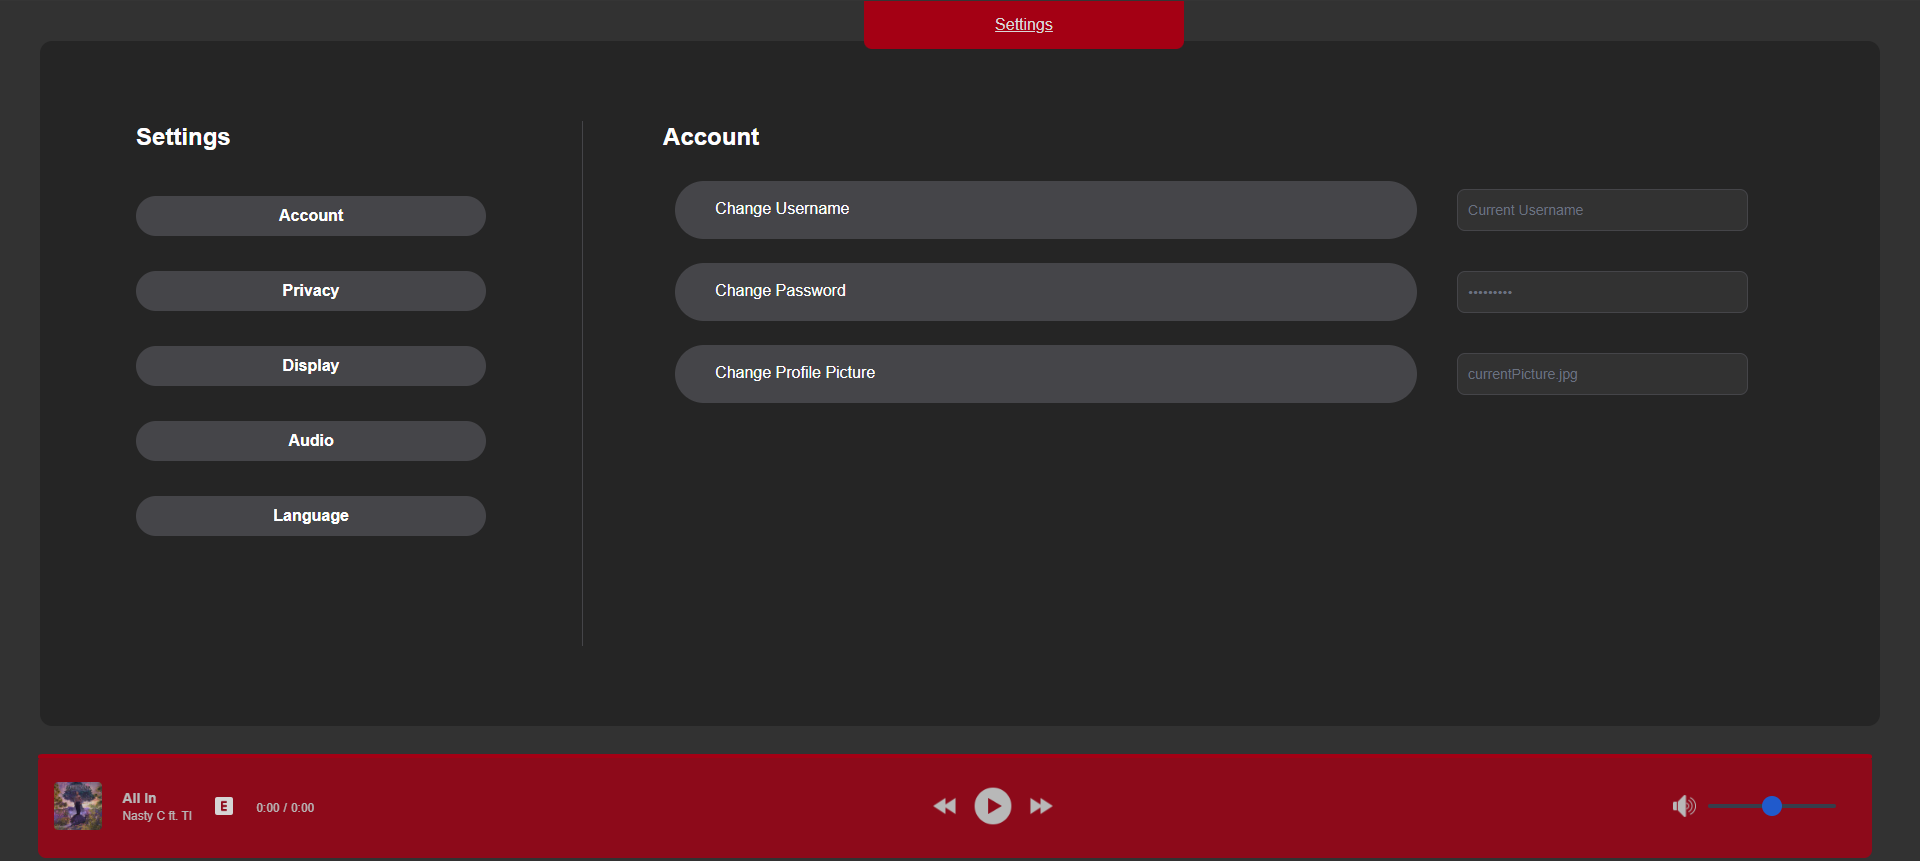 Settings
Settings
Account
Privacy
Display
Audio
Language
Account
Change Username
Current Username
Change Password
•••••••••
Change Profile Picture
currentPicture.jpg
All In
Nasty C ft. TI
E
0:00 / 0:00